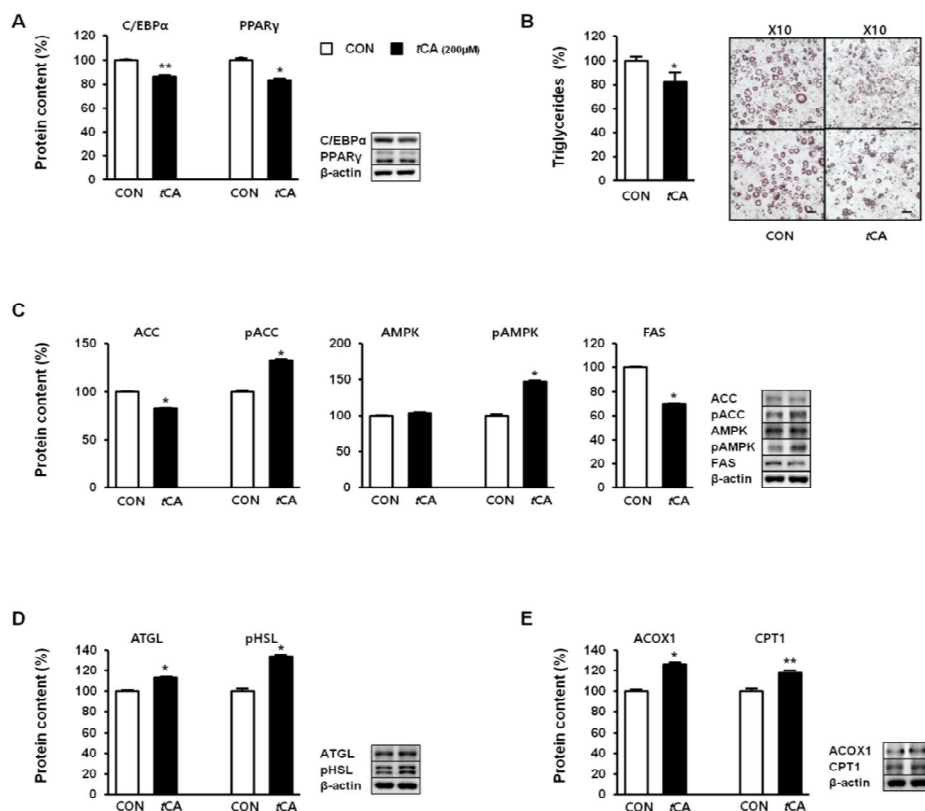 A
C/EBPα PPARγ
Protein content (%)
120
100
80
60
40
20
0
CON tCA CON tCA
** *
CON tCA (200μM)
C/EBPα
PPARγ
β-actin
B
Triglycerides (%)
120
100
80
60
40
20
0
*
CON tCA
X10 X10
CON tCA
C
ACC pACC
Protein content (%)
150
100
50
0
* *
CON tCA CON tCA
AMPK pAMPK
200
150
100
50
0
*
CON tCA CON tCA
FAS
120
100
80
60
40
20
0
*
CON tCA
ACC
pACC
AMPK
pAMPK
FAS
β-actin
D
ATGL pHSL
Protein content (%)
140
120
100
80
60
40
20
0
* *
CON tCA CON tCA
ATGL
pHSL
β-actin
E
ACOX1 CPT1
Protein content (%)
140
120
100
80
60
40
20
0
* **
CON tCA CON tCA
ACOX1
CPT1
β-actin